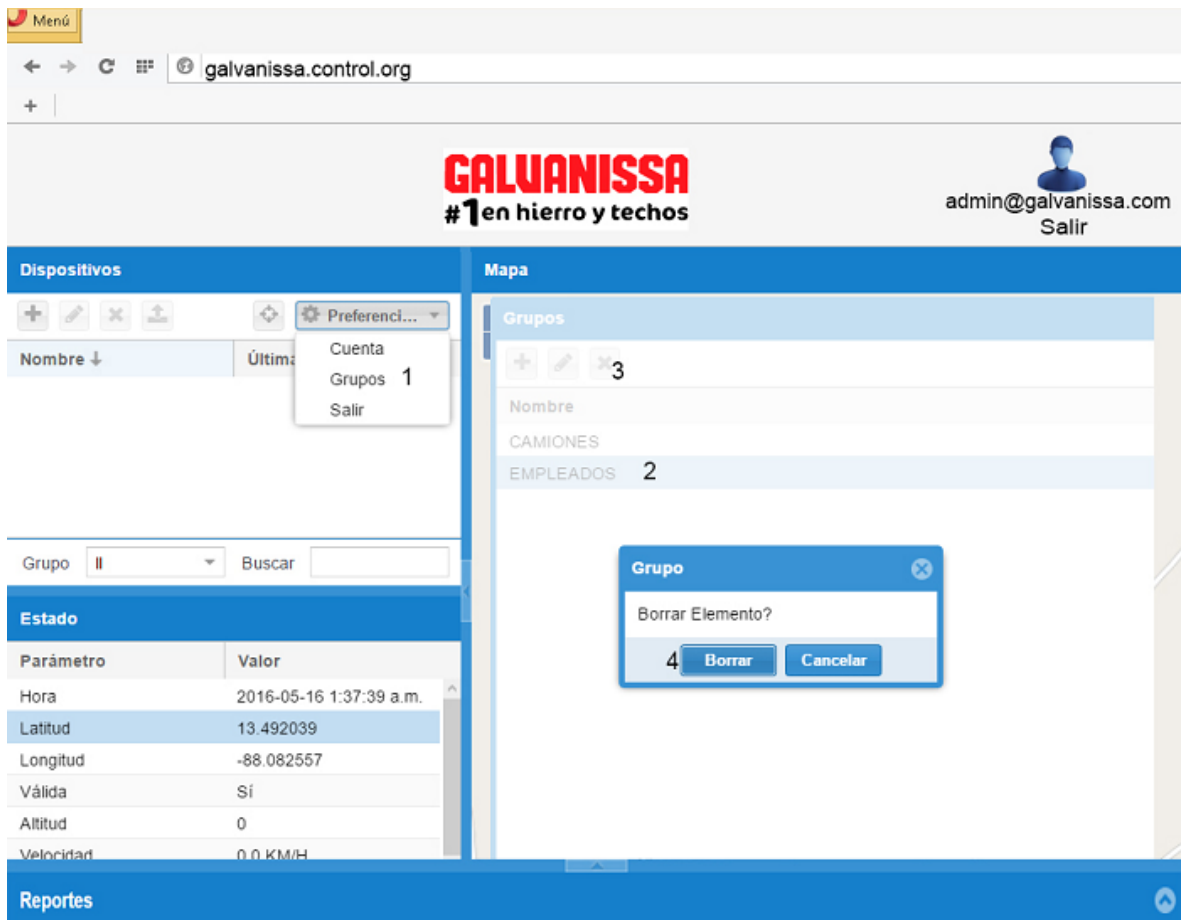 Menú
galvanissa.control.org
GALVANISSA
#1 en hierro y techos
admin@galvanissa.com
Salir
Dispositivos
Preferenci...
Nombre
Última
Cuenta
Grupos 1
Salir
Grupo ll
Buscar
Estado
Parámetro Valor
Hora 2016-05-16 1:37:39 a.m.
Latitud 13.492039
Longitud -88.082557
Válida Sí
Altitud 0
Velocidad 0.0 KM/H
Mapa
Grupos
3
Nombre
CAMIONES
EMPLEADOS 2
Grupo
Borrar Elemento?
4 Borrar Cancelar
Reportes